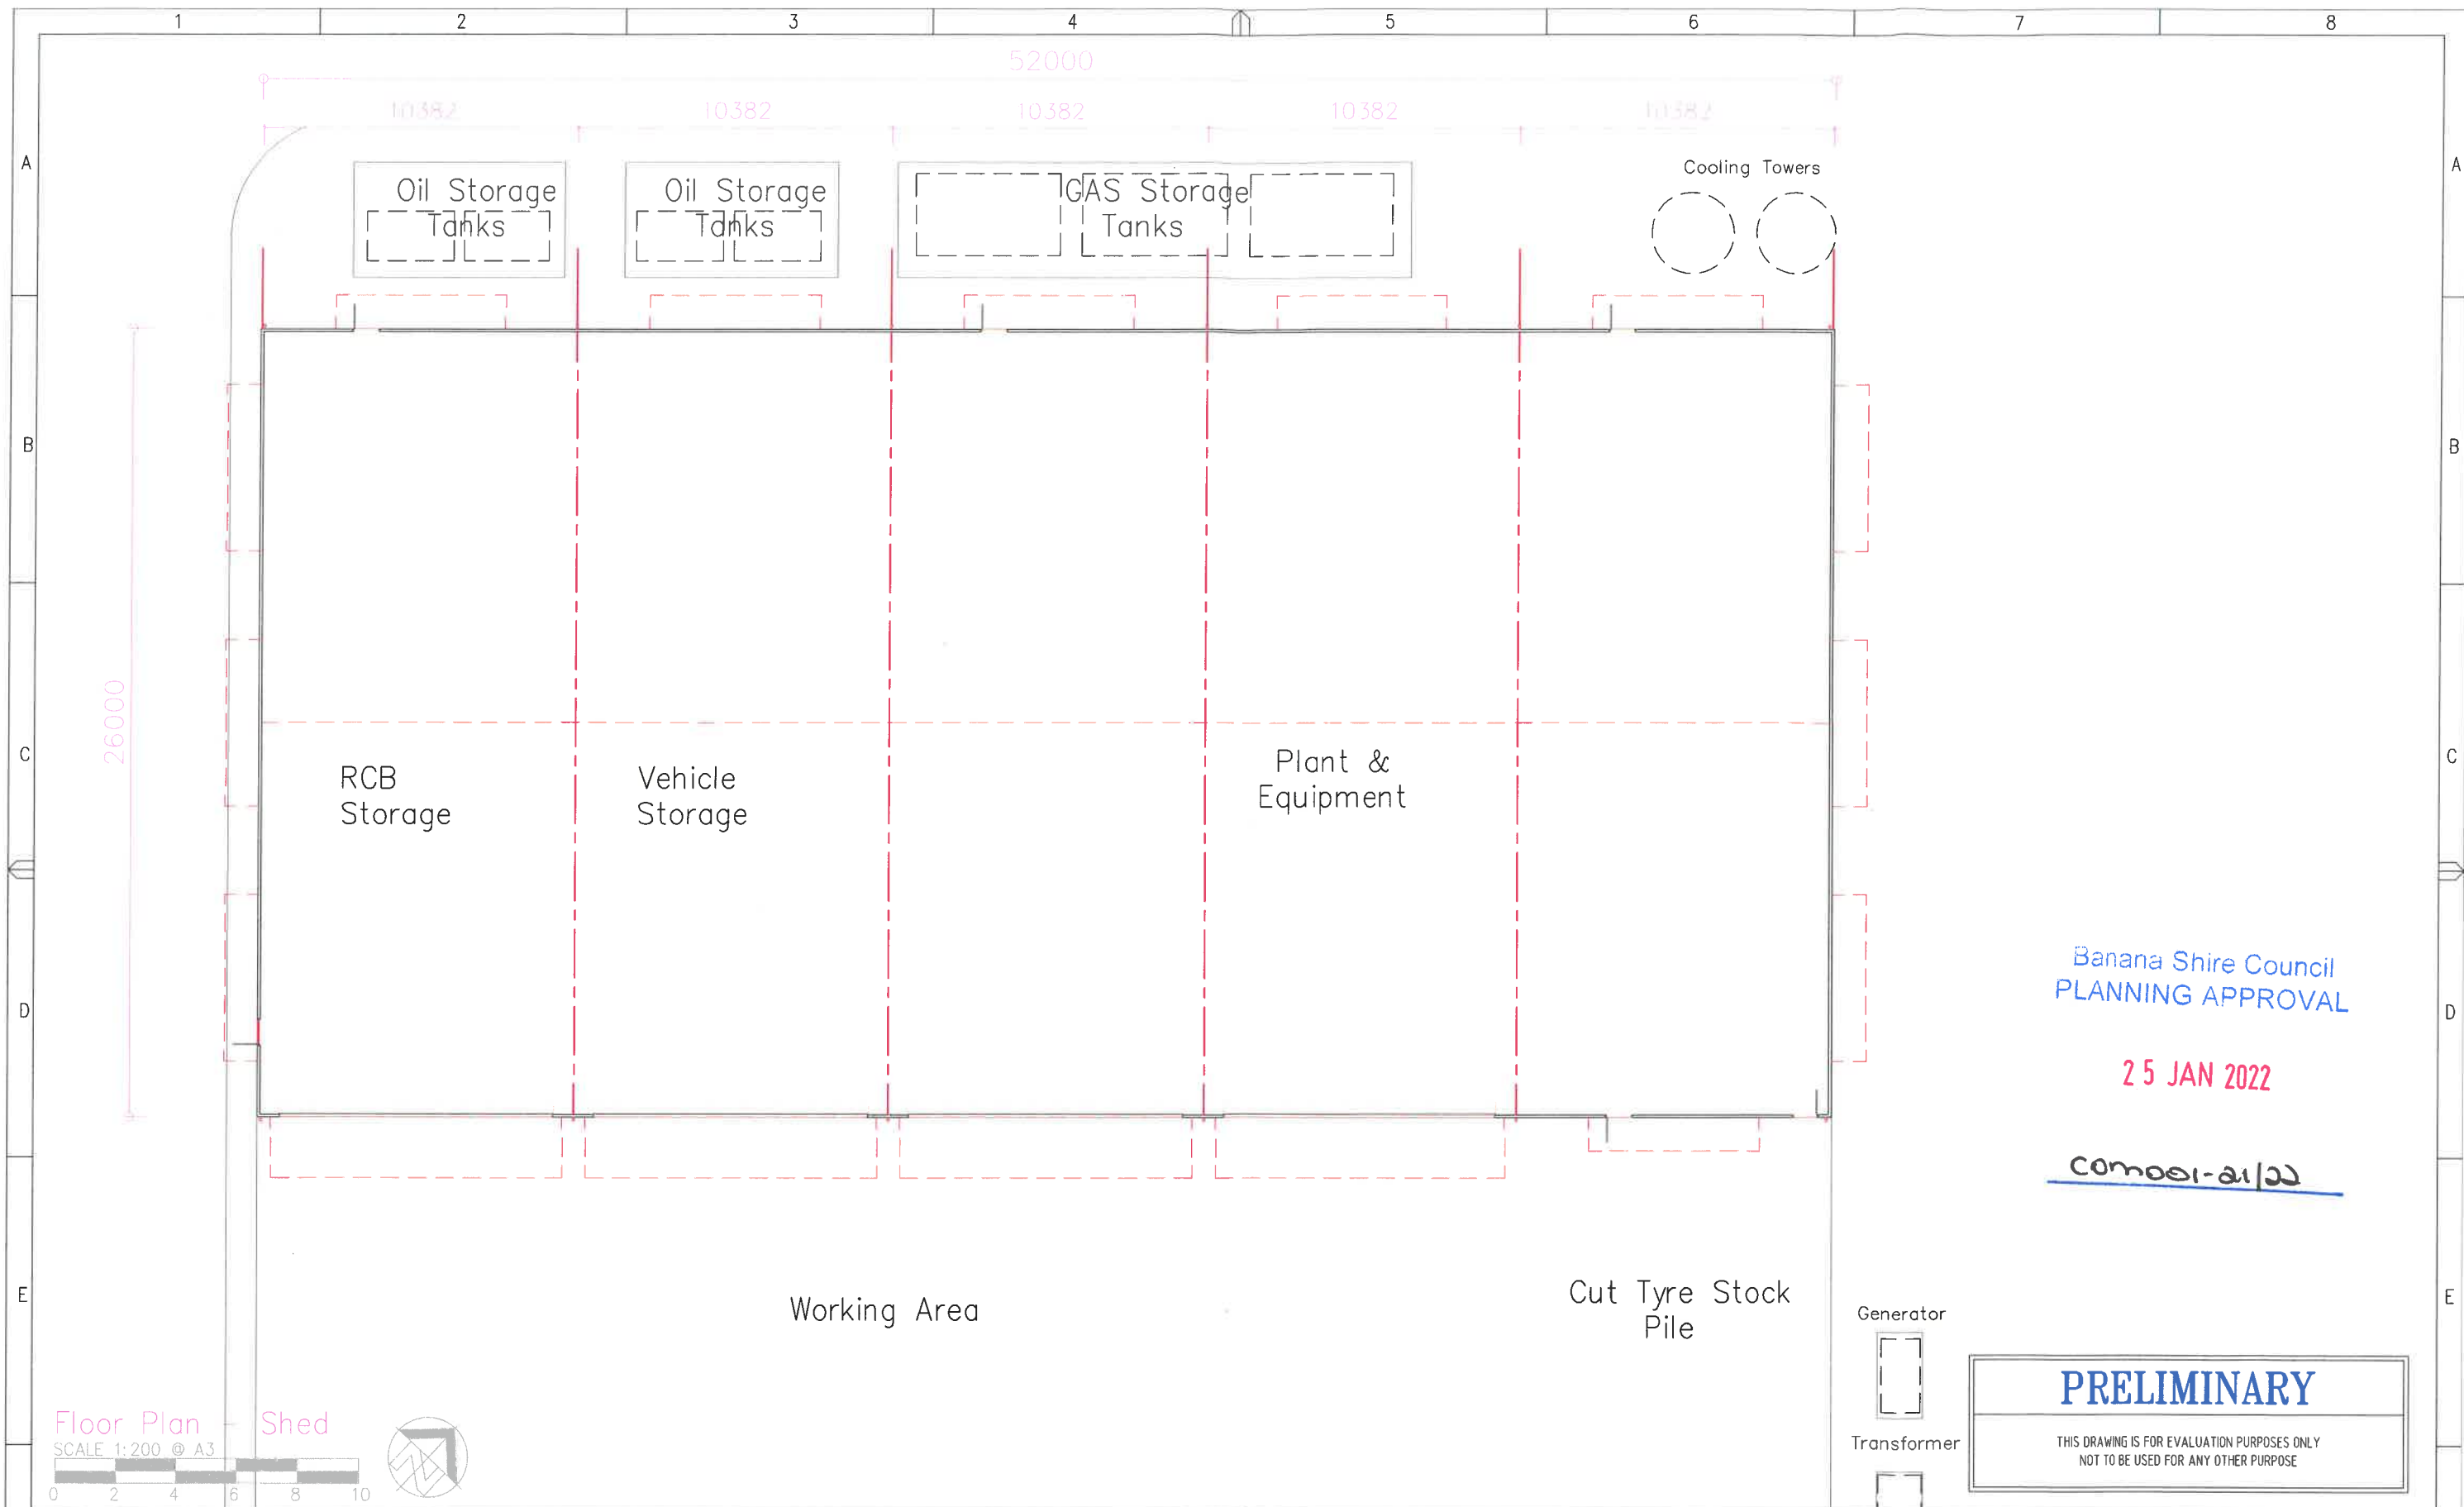 1 2 3 4 5 6 7 8
52000
10382 10382 10382 10382 10382
A A
Cooling Towers
Oil Storage
Tanks
Oil Storage
Tanks
GAS Storage
Tanks
B B
26000
C C
RCB
Storage
Vehicle
Storage
Plant &
Equipment
D D
Banana Shire Council
PLANNING APPROVAL
25 JAN 2022
COM001-21/22
E E
Working Area
Cut Tyre Stock
Pile
Generator
Transformer
Floor Plan Shed
SCALE 1:200 @ A3
0 2 4 6 8 10
PRELIMINARY
THIS DRAWING IS FOR EVALUATION PURPOSES ONLY
NOT TO BE USED FOR ANY OTHER PURPOSE